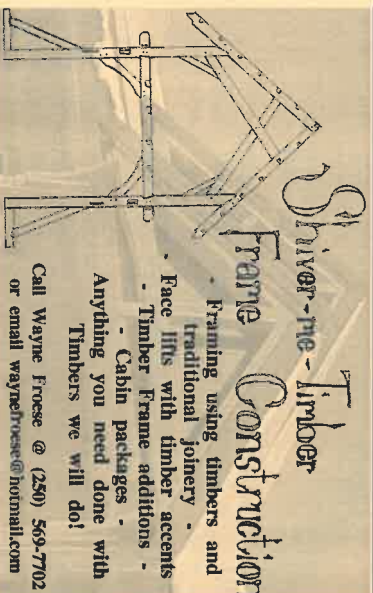 Shiver-me-Timber
Frame Construction
- Framing using timbers and
traditional joinery -
- Face lifts with timber accents
- Timber Frame additions -
- Cabin packages -
Anything you need done with
Timbers we will do!
Call Wayne Froese @ (250) 569-7702
or email waynefroese@hotmail.com